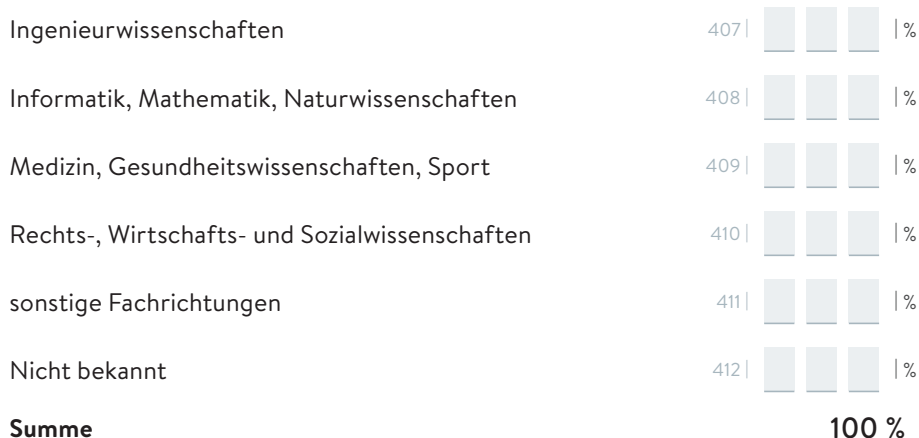 Ingenieurwissenschaften 407| |%
Informatik, Mathematik, Naturwissenschaften 408| |%
Medizin, Gesundheitswissenschaften, Sport 409| |%
Rechts-, Wirtschafts- und Sozialwissenschaften 410| |%
sonstige Fachrichtungen 411| |%
Nicht bekannt 412| |%
Summe 100 %